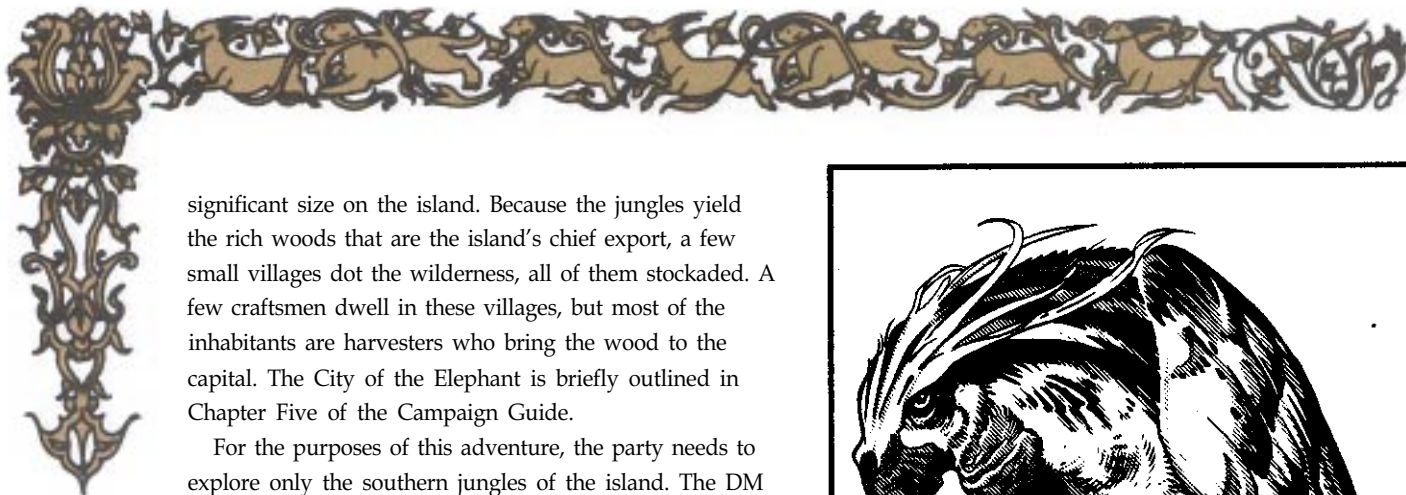 significant size on the island. Because the jungles yield
the rich woods that are the island's chief export, a few
small villages dot the wilderness, all of them stockaded. A
few craftsmen dwell in these villages, but most of the
inhabitants are harvesters who bring the wood to the
capital. The City of the Elephant is briefly outlined in
Chapter Five of the Campaign Guide.
For the purposes of this adventure, the party needs to
explore only the southern jungles of the island. The DM